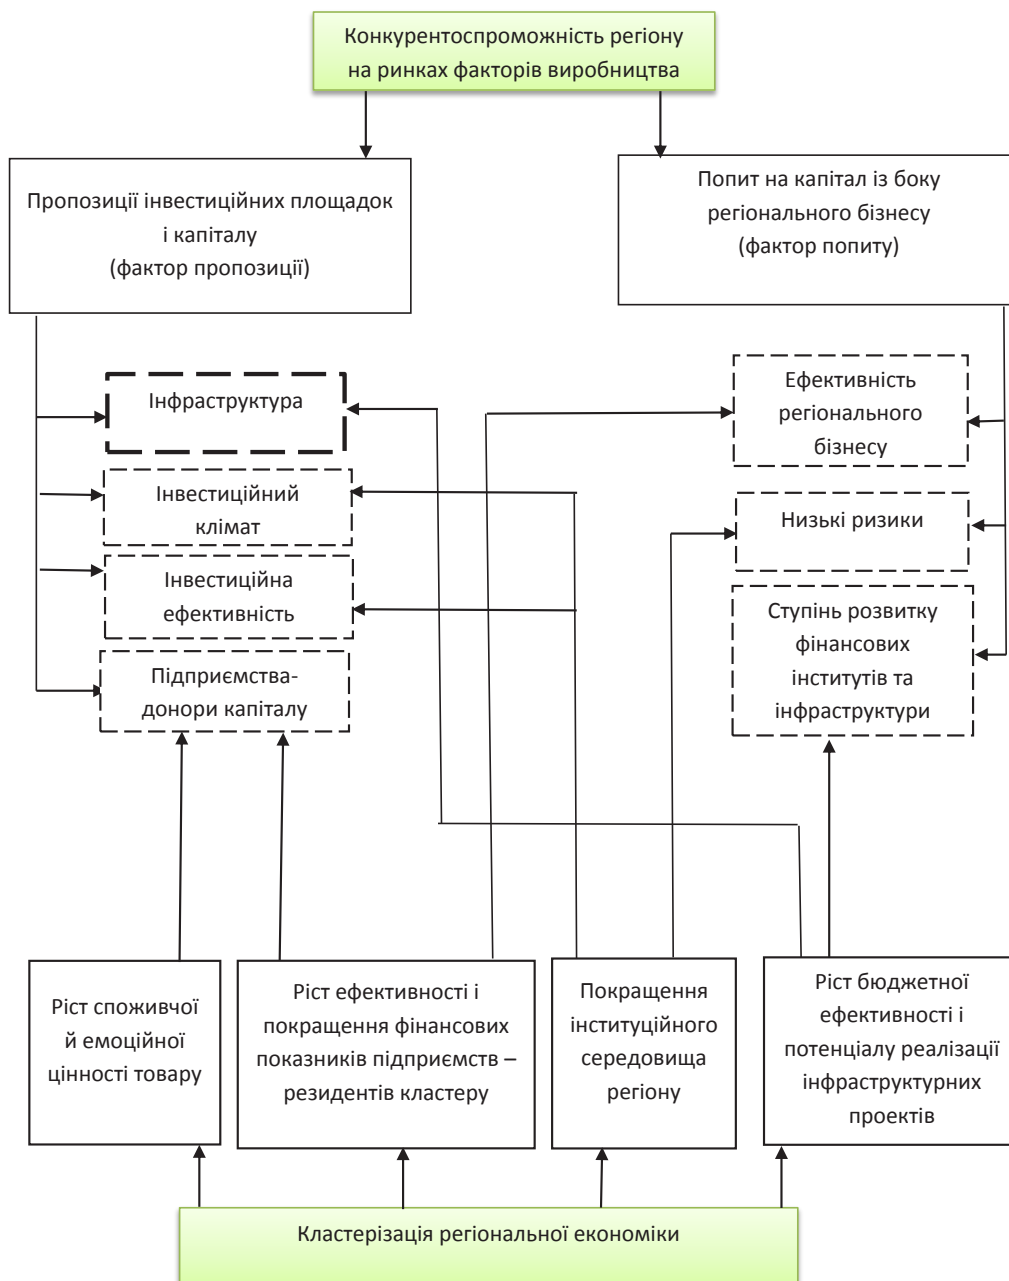 Конкурентоспроможність регіону
на ринках факторів виробництва
Пропозиції інвестиційних площадок
і капіталу
(фактор пропозиції)
Попит на капітал із боку
регіонального бізнесу
(фактор попиту)
Інфраструктура
Ефективність
регіонального
бізнесу
Інвестиційний
клімат
Низькі ризики
Інвестиційна
ефективність
Ступінь розвитку
фінансових
інститутів та
інфраструктури
Підприємства-
донори капіталу
Ріст споживчої
й емоційної
цінності товару
Ріст ефективності і
покращення фінансових
показників підприємств –
резидентів кластеру
Покращення
інституційного
середовища
регіону
Ріст бюджетної
ефективності і
потенціалу реалізації
інфраструктурних
проектів
Кластерізація регіональної економіки